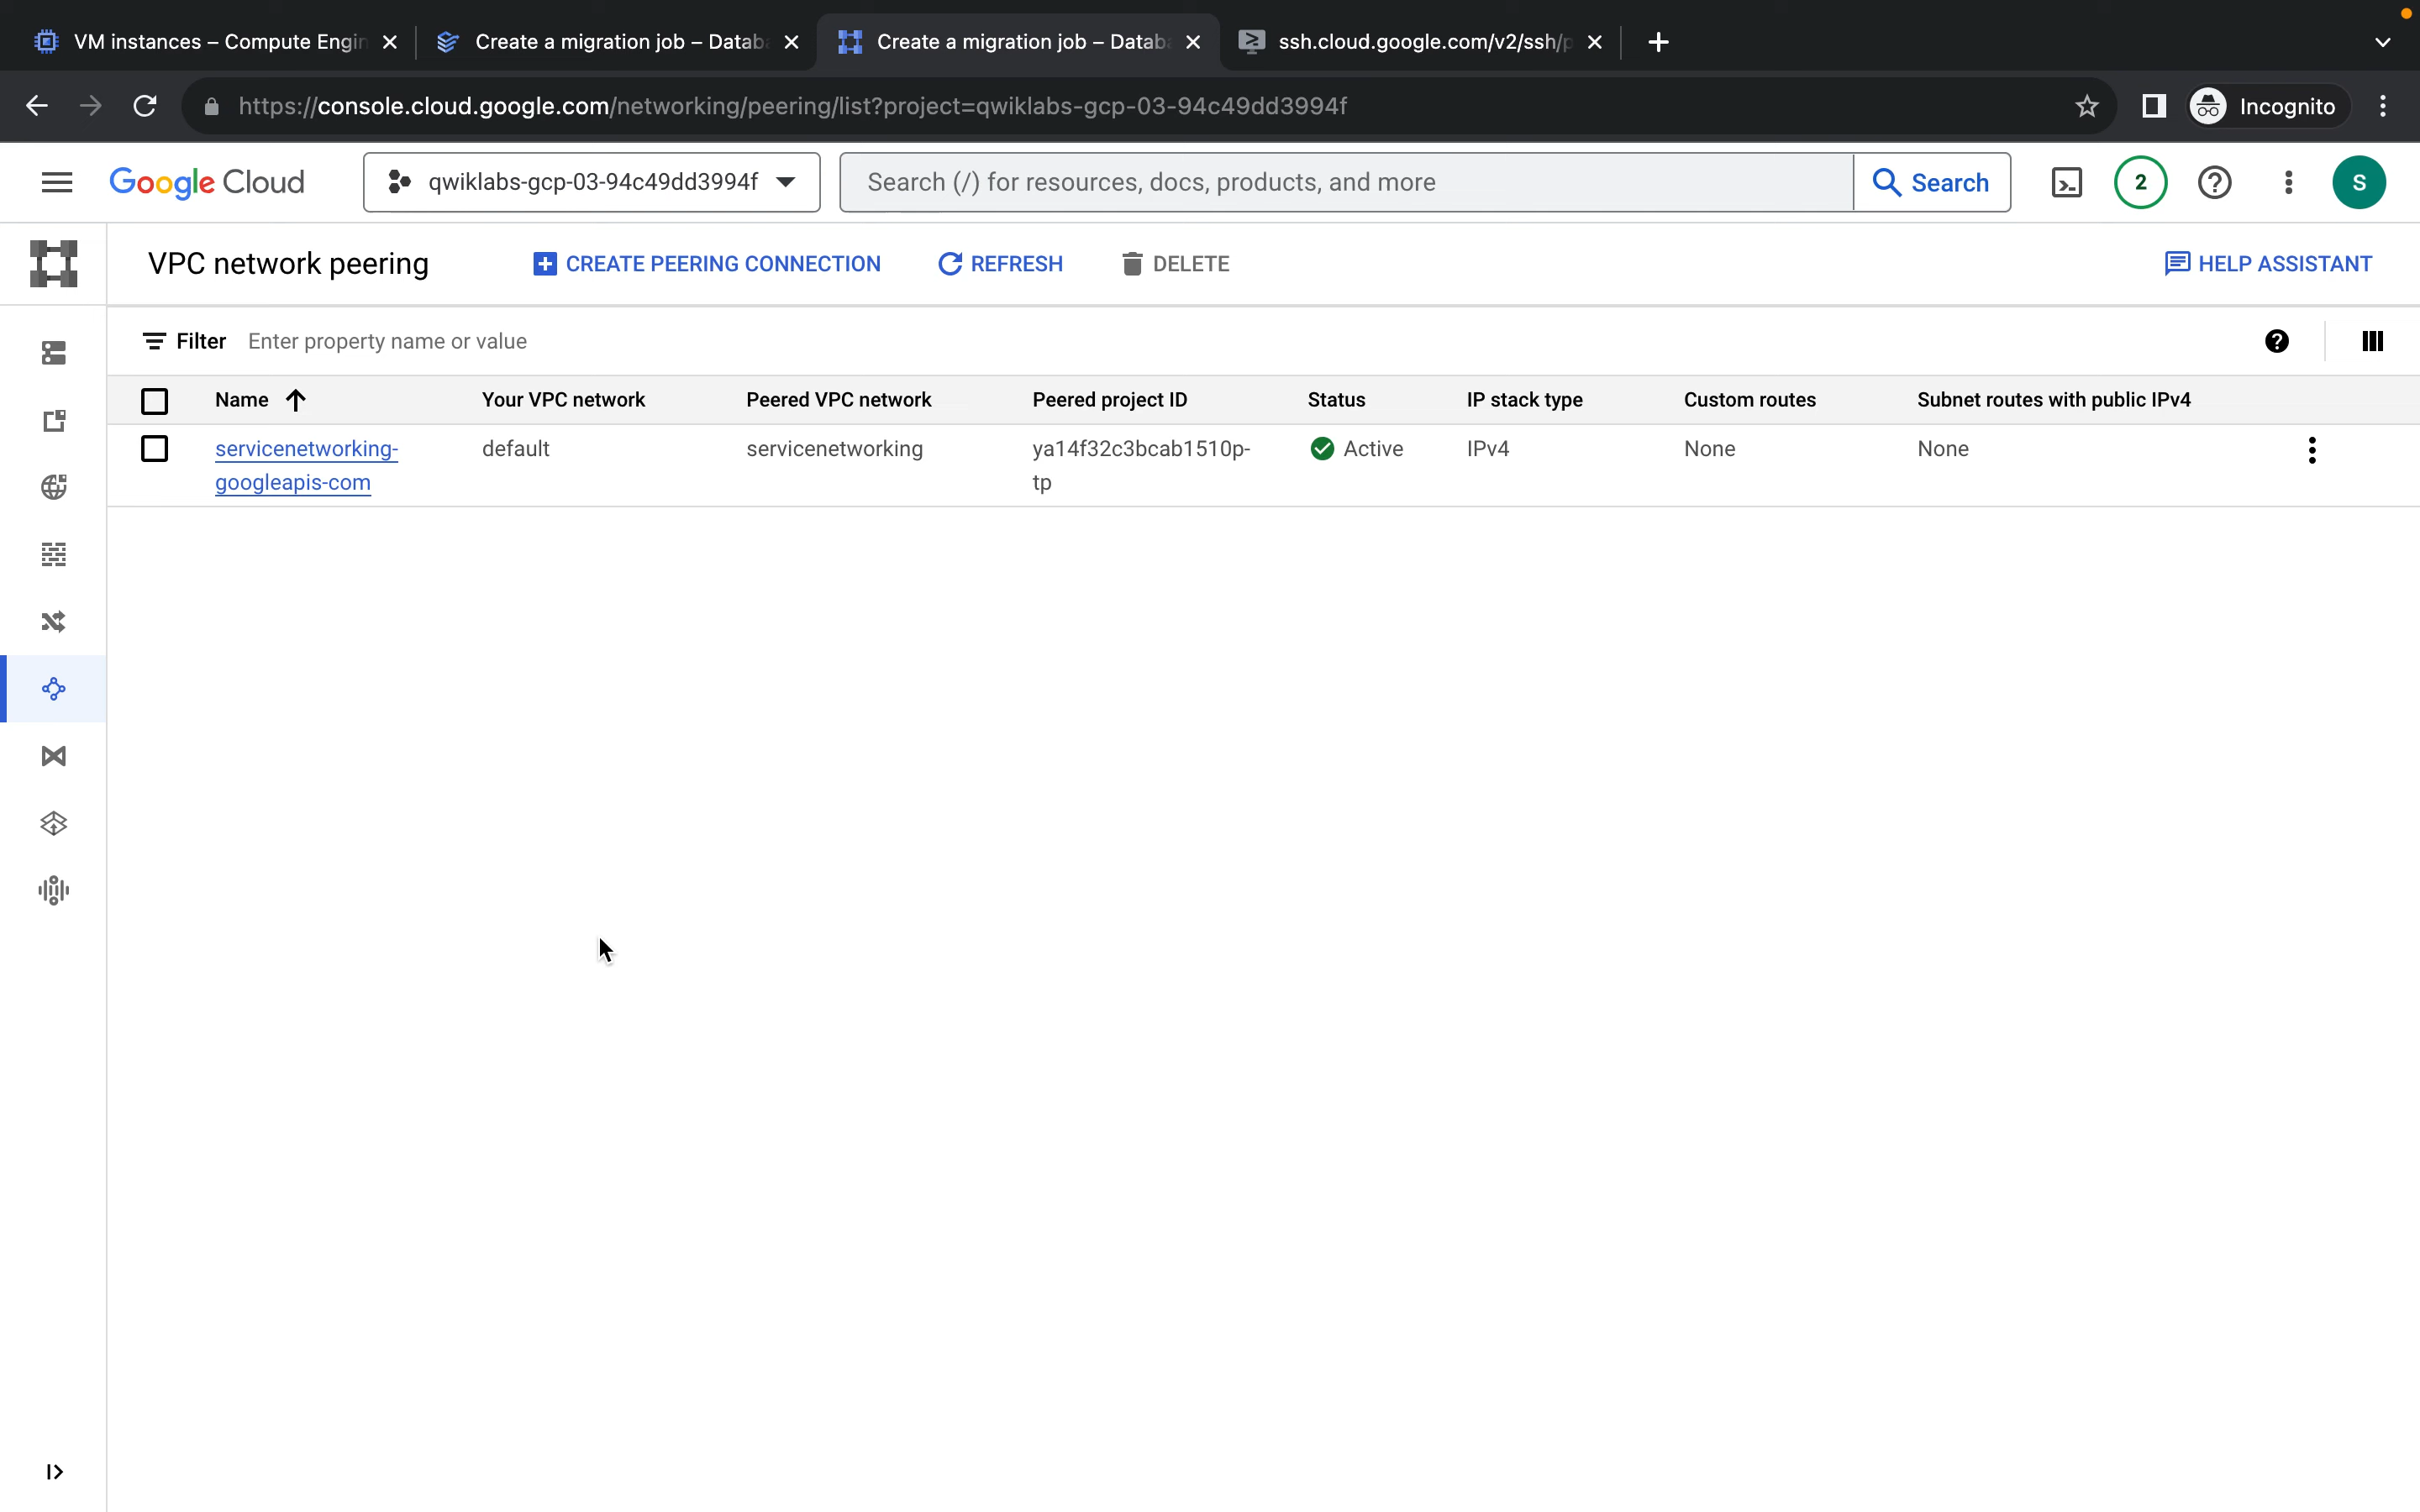 VM instances – Compute Engin
Create a migration job – Datab
Create a migration job – Datab
ssh.cloud.google.com/v2/ssh/p
https://console.cloud.google.com/networking/peering/list?project=qwiklabs-gcp-03-94c49dd3994f
Incognito
Google Cloud
qwiklabs-gcp-03-94c49dd3994f
Search (/) for resources, docs, products, and more
Search
2
S
VPC network peering
CREATE PEERING CONNECTION
REFRESH
DELETE
HELP ASSISTANT
Filter Enter property name or value
Name Your VPC network Peered VPC network Peered project ID Status IP stack type Custom routes Subnet routes with public IPv4
servicenetworking- default servicenetworking ya14f32c3bcab1510p- Active IPv4 None None
googleapis-com tp